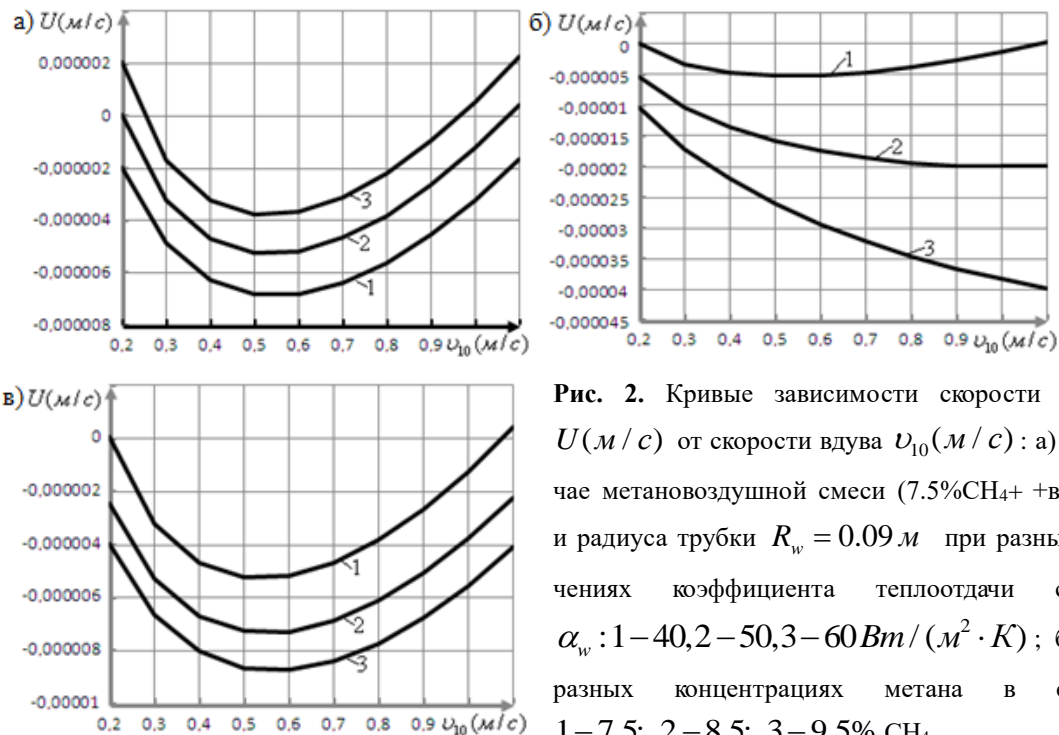 а) U(м/с)
0,000002
0
-0,000002
-0,000004
-0,000006
-0,000008
3
2
1
0,2 0,3 0,4 0,5 0,6 0,7 0,8 0,9 υ₁₀(м/с)
б) U(м/с)
0
-0,000005
-0,00001
-0,000015
-0,00002
-0,000025
-0,00003
-0,000035
-0,00004
-0,000045
1
2
3
0,2 0,3 0,4 0,5 0,6 0,7 0,8 0,9 υ₁₀(м/с)
в) U(м/с)
0
-0,000002
-0,000004
-0,000006
-0,000008
-0,00001
1
2
3
0,2 0,3 0,4 0,5 0,6 0,7 0,8 0,9 υ₁₀(м/с)
Рис. 2. Кривые зависимости скорости
U(м/с) от скорости вдува υ₁₀(м/с): а)
чае метановоздушной смеси (7.5%CH₄+ +в
и радиуса трубки R_w = 0.09 м при разны
чениях коэффициента теплоотдачи с
α_w : 1−40, 2−50, 3−60 Вт/(м²·К); б
разных концентрациях метана в с
1−7.5; 2−8.5; 3−9.5% CH₄